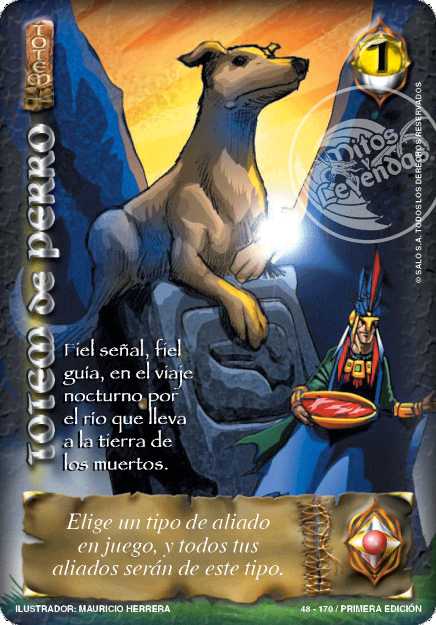 TOTEM
1
Mitos y
Leyendas
© SALO S.A. TODOS LOS DERECHOS RESERVADOS
TOTEM DE PERRO
Fiel señal, fiel
guía, en el viaje
nocturno por
el río que lleva
a la tierra de
los muertos.
Elige un tipo de aliado
en juego, y todos tus
aliados serán de este tipo.
ILUSTRADOR: MAURICIO HERRERA
48 - 170 / PRIMERA EDICIÓN